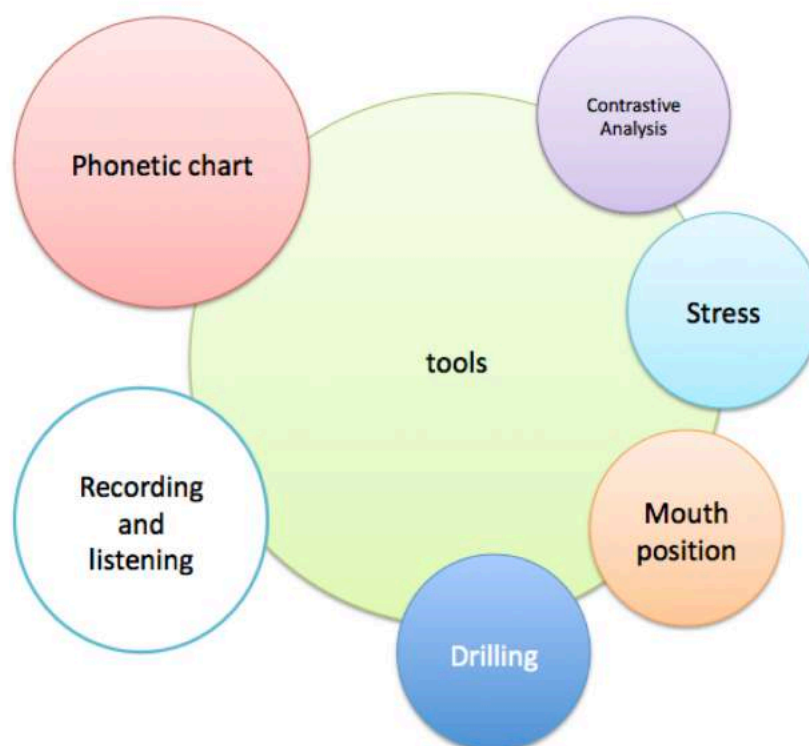 Phonetic chart
Contrastive
Analysis
Stress
tools
Recording
and
listening
Mouth
position
Drilling